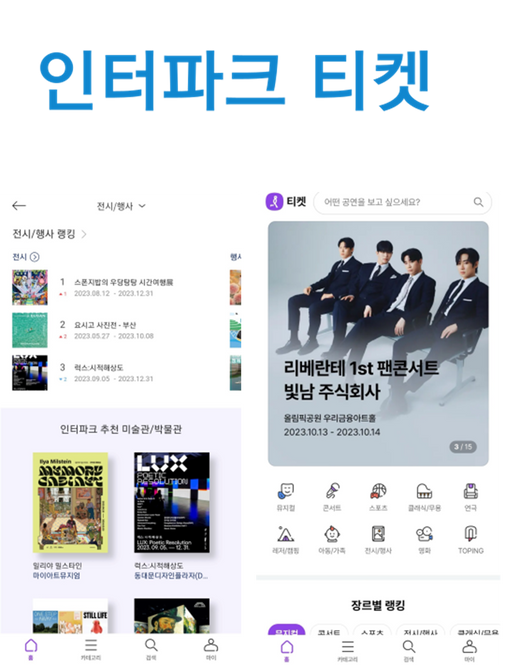 인터파크 티켓
전시/행사
전시/행사 랭킹
전시
행사
1 스폰지밥의 우당탕탕 시간여행展
1
2023.08.12 - 2023.12.31
2 요시고 사진전 - 부산
2
2023.05.27 - 2023.10.08
3 럭스:시적해상도
2
2023.09.05 - 2023.12.31
인터파크 추천 미술관/박물관
Ilya Milstein
MEMORY
CABINET
LUX
POETIC
RESOLUTION
럭스:시적해상도
LUX: Poetic Resolution
2023. 09. 05. — 12. 31.
일리야 밀스타인
마이아트뮤지엄
럭스:시적해상도
동대문디자인플라자(D...
STILL LIFE
홈
카테고리
검색
마이
티켓
어떤 공연을 보고 싶으세요?
리베란테 1st 팬콘서트
빛남 주식회사
올림픽공원 우리금융아트홀
2023.10.13 - 2023.10.14
3 / 15
뮤지컬
콘서트
스포츠
클래식/무용
연극
레저/캠핑
아동/가족
전시/행사
영화
TOPING
장르별 랭킹
뮤지컬
콘서트
스포츠
전시/행사
클래식/무용
홈
카테고리
검색
마이